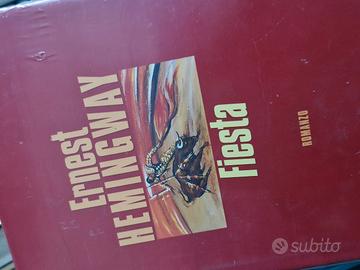 Ernest
HEMINGWAY
Fiesta
ROMANZO
subito